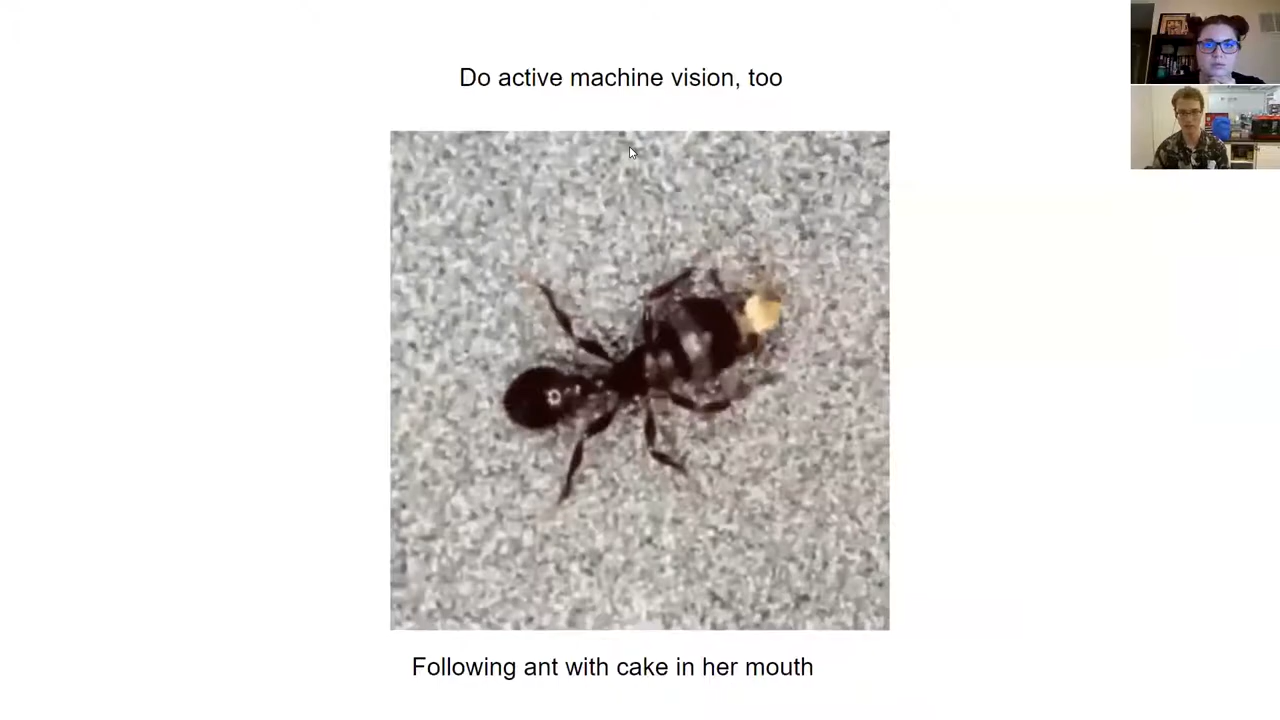 Do active machine vision, too
Following ant with cake in her mouth